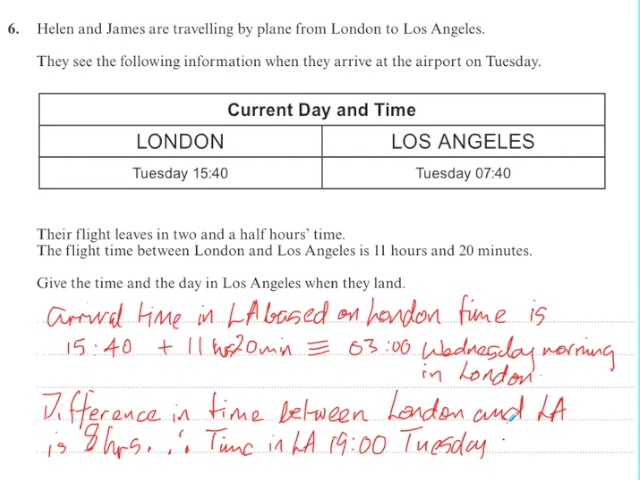 6. Helen and James are travelling by plane from London to Los Angeles.
They see the following information when they arrive at the airport on Tuesday.
Current Day and Time
LONDON LOS ANGELES
Tuesday 15:40 Tuesday 07:40
Their flight leaves in two and a half hours' time.
The flight time between London and Los Angeles is 11 hours and 20 minutes.
Give the time and the day in Los Angeles when they land.
arrival time in LA based on London time is
15:40 + 11 hrs 20min ≡ 03:00 Wednesday morning
in London.
Difference in time between London and LA
is 8 hrs. ∴ Time in LA 19:00 Tuesday.